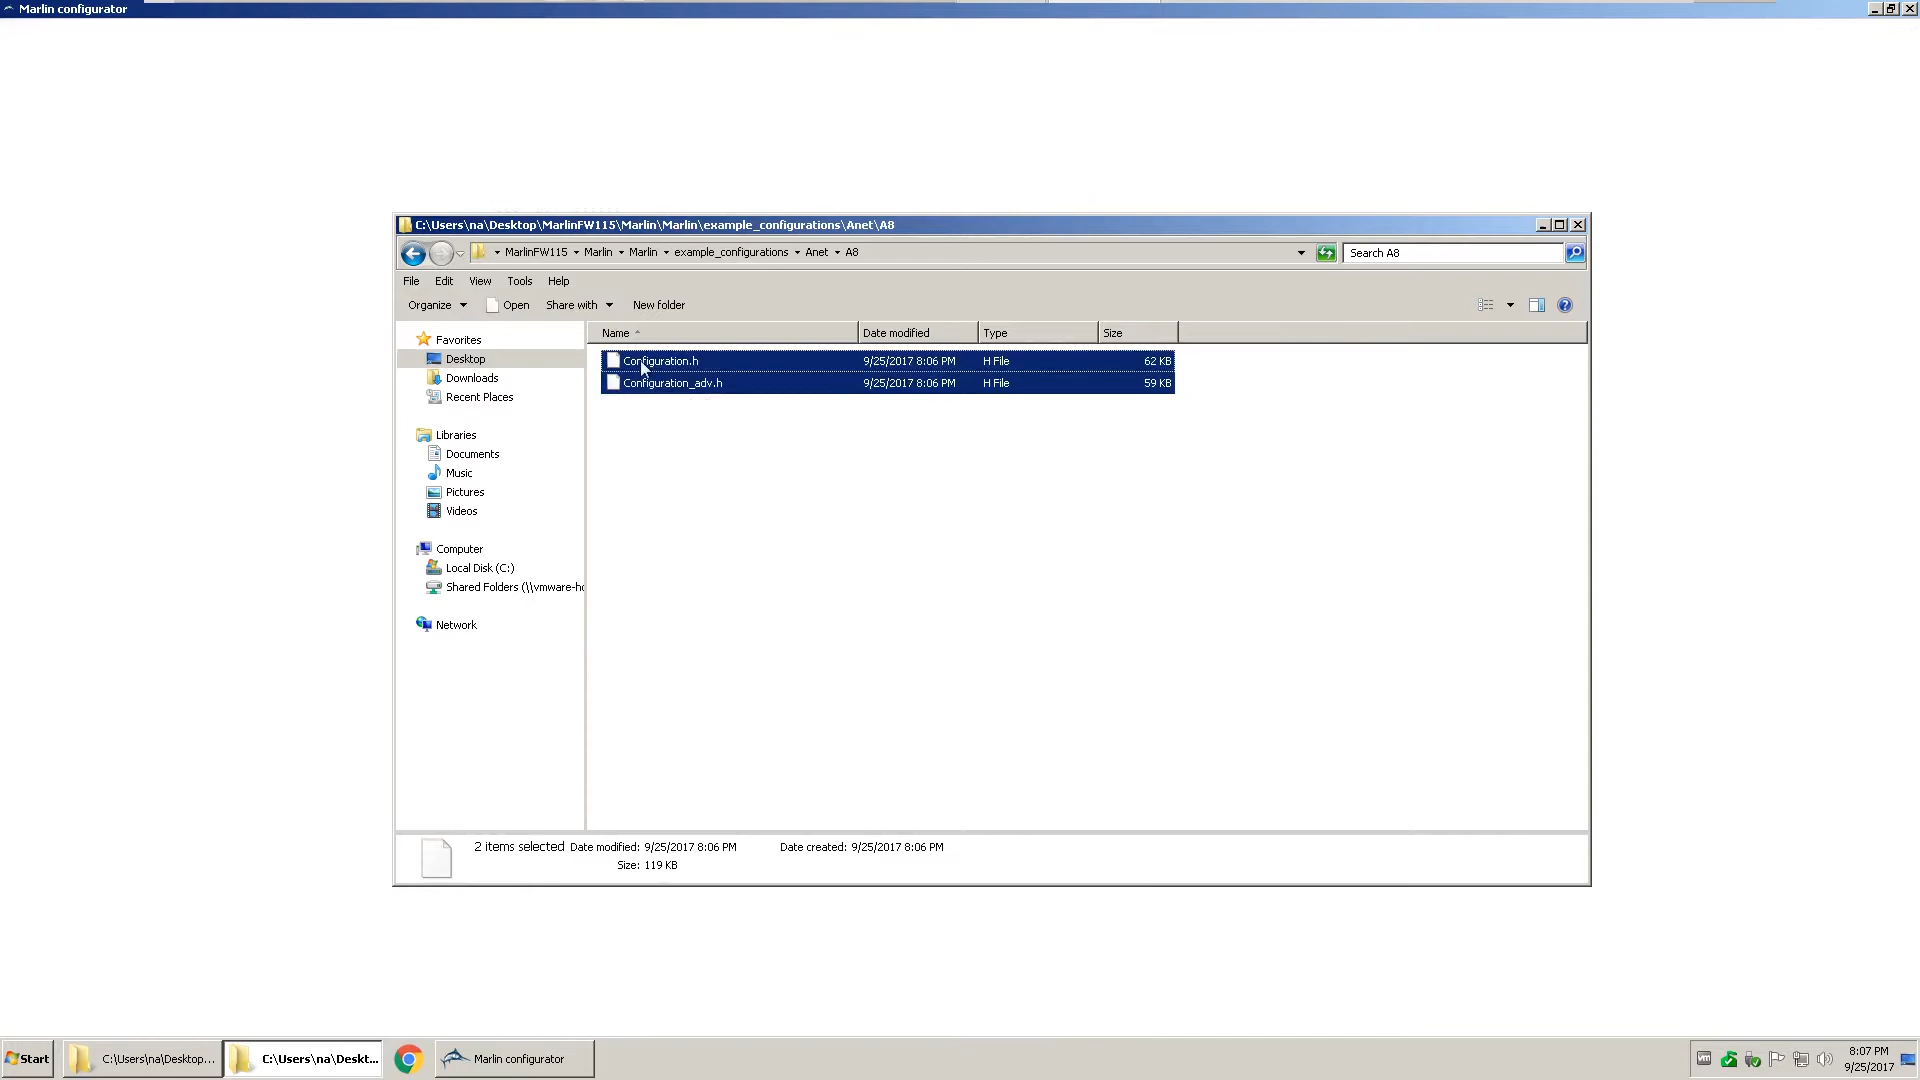 Marlin configurator
C:\Users\na\Desktop\MarlinFW115\Marlin\Marlin\example_configurations\Anet\A8
MarlinFW115 Marlin Marlin example_configurations Anet A8
Search A8
File Edit View Tools Help
Organize Open Share with New folder
Favorites
Desktop
Downloads
Recent Places
Libraries
Documents
Music
Pictures
Videos
Computer
Local Disk (C:)
Shared Folders (\\vmware-ho
Network
Name Date modified Type Size
Configuration.h 9/25/2017 8:06 PM H File 62 KB
Configuration_adv.h 9/25/2017 8:06 PM H File 59 KB
2 items selected Date modified: 9/25/2017 8:06 PM Date created: 9/25/2017 8:06 PM
Size: 119 KB
Start
C:\Users\na\Desktop...
C:\Users\na\Deskt...
Marlin configurator
vm
8:07 PM
9/25/2017